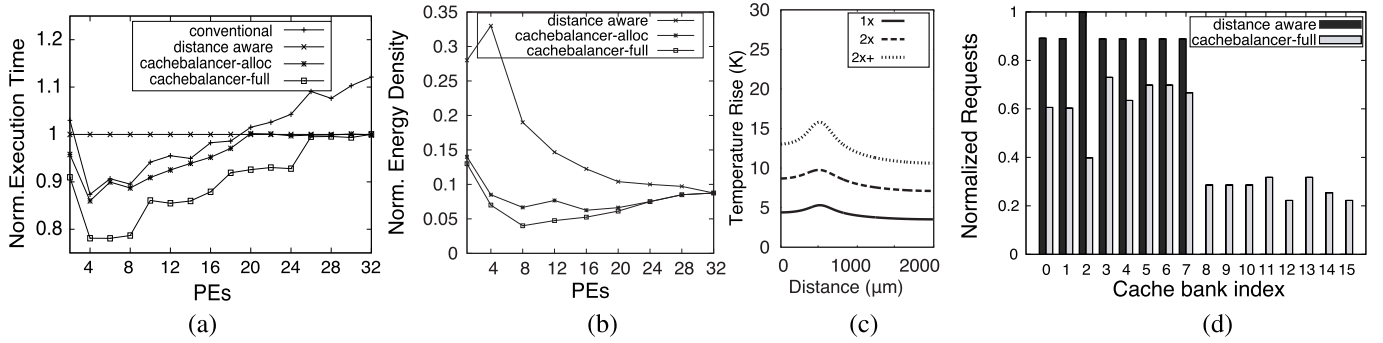 conventional
distance aware
cachebalancer-alloc
cachebalancer-full
1.2
1.1
1
0.9
0.8
Norm.Execution Time
4 8 12 16 20 24 28 32
PEs
(a)
distance aware
cachebalancer-alloc
cachebalancer-full
0.35
0.3
0.25
0.2
0.15
0.1
0.05
0
Norm. Energy Density
4 8 12 16 20 24 28 32
PEs
(b)
1x
2x
2x+
30
25
20
15
10
5
0
Temperature Rise (K)
0 1000 2000
Distance (μm)
(c)
distance aware
cachebalancer-full
1
0.8
0.6
0.4
0.2
0
Normalized Requests
0 1 2 3 4 5 6 7 8 9 10 11 12 13 14 15
Cache bank index
(d)